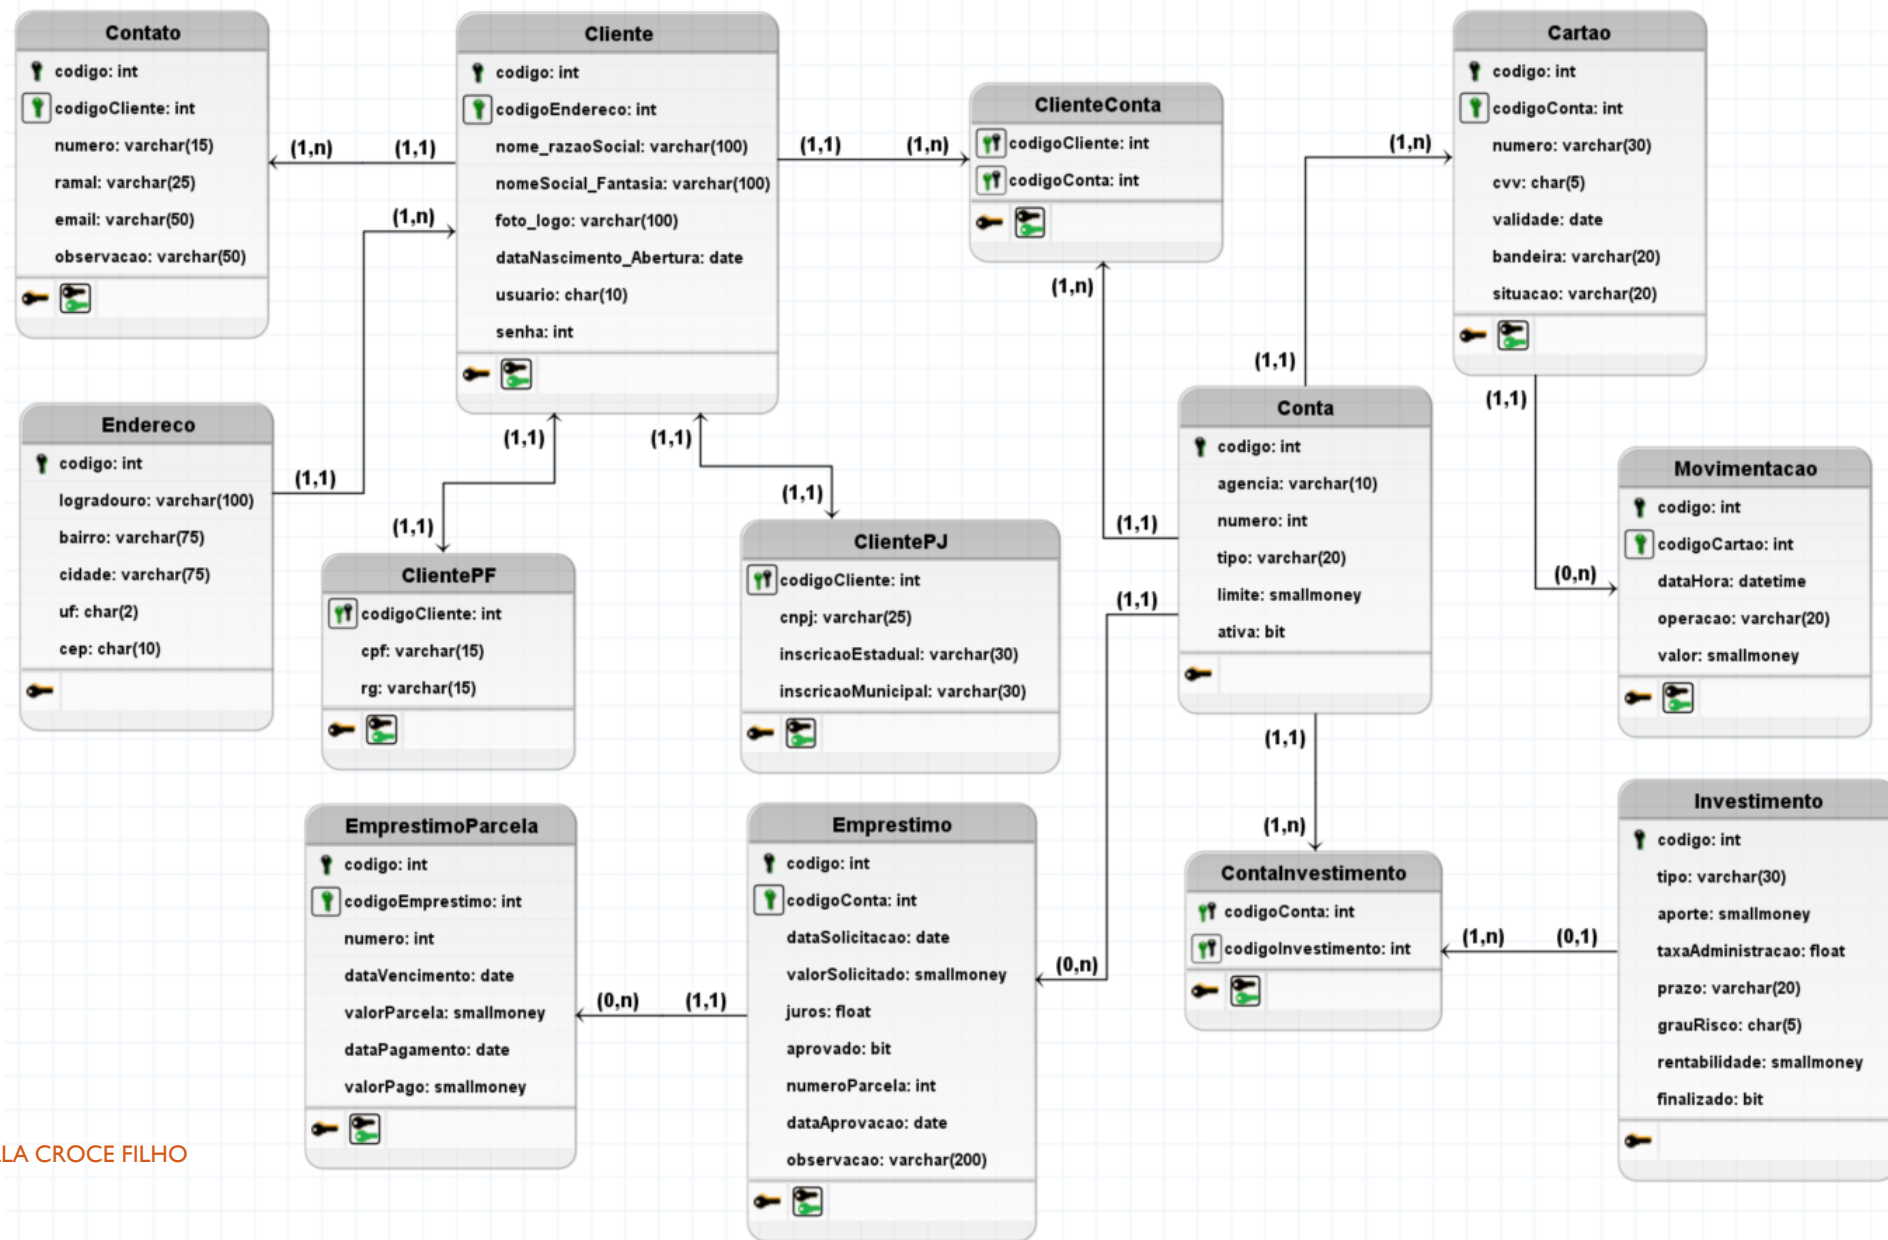 Contato
codigo: int
codigoCliente: int
numero: varchar(15)
ramal: varchar(25)
email: varchar(50)
observacao: varchar(50)
(1,n)
(1,1)
Cliente
codigo: int
codigoEndereco: int
nome_razaoSocial: varchar(100)
nomeSocial_Fantasia: varchar(100)
foto_logo: varchar(100)
dataNascimento_Abertura: date
usuario: char(10)
senha: int
(1,1)
(1,n)
ClienteConta
codigoCliente: int
codigoConta: int
(1,n)
Cartao
codigo: int
codigoConta: int
numero: varchar(30)
cvv: char(5)
validade: date
bandeira: varchar(20)
situacao: varchar(20)
(1,n)
(1,1)
(1,n)
(1,1)
Endereco
codigo: int
logradouro: varchar(100)
bairro: varchar(75)
cidade: varchar(75)
uf: char(2)
cep: char(10)
(1,1)
(1,1)
(1,1)
(1,1)
(1,1)
ClientePF
codigoCliente: int
cpf: varchar(15)
rg: varchar(15)
ClientePJ
codigoCliente: int
cnpj: varchar(25)
inscricaoEstadual: varchar(30)
inscricaoMunicipal: varchar(30)
Conta
codigo: int
agencia: varchar(10)
numero: int
tipo: varchar(20)
limite: smallmoney
ativa: bit
(1,1)
(1,1)
(1,1)
(0,n)
Movimentacao
codigo: int
codigoCartao: int
dataHora: datetime
operacao: varchar(20)
valor: smallmoney
EmprestimoParcela
codigo: int
codigoEmprestimo: int
numero: int
dataVencimento: date
valorParcela: smallmoney
dataPagamento: date
valorPago: smallmoney
(0,n)
(1,1)
Emprestimo
codigo: int
codigoConta: int
dataSolicitacao: date
valorSolicitado: smallmoney
juros: float
aprovado: bit
numeroParcela: int
dataAprovacao: date
observacao: varchar(200)
(0,n)
(1,n)
ContaInvestimento
codigoConta: int
codigoInvestimento: int
(1,n)
(0,1)
Investimento
codigo: int
tipo: varchar(30)
aporte: smallmoney
taxaAdministracao: float
prazo: varchar(20)
grauRisco: char(5)
rentabilidade: smallmoney
finalizado: bit
LA CROCE FILHO